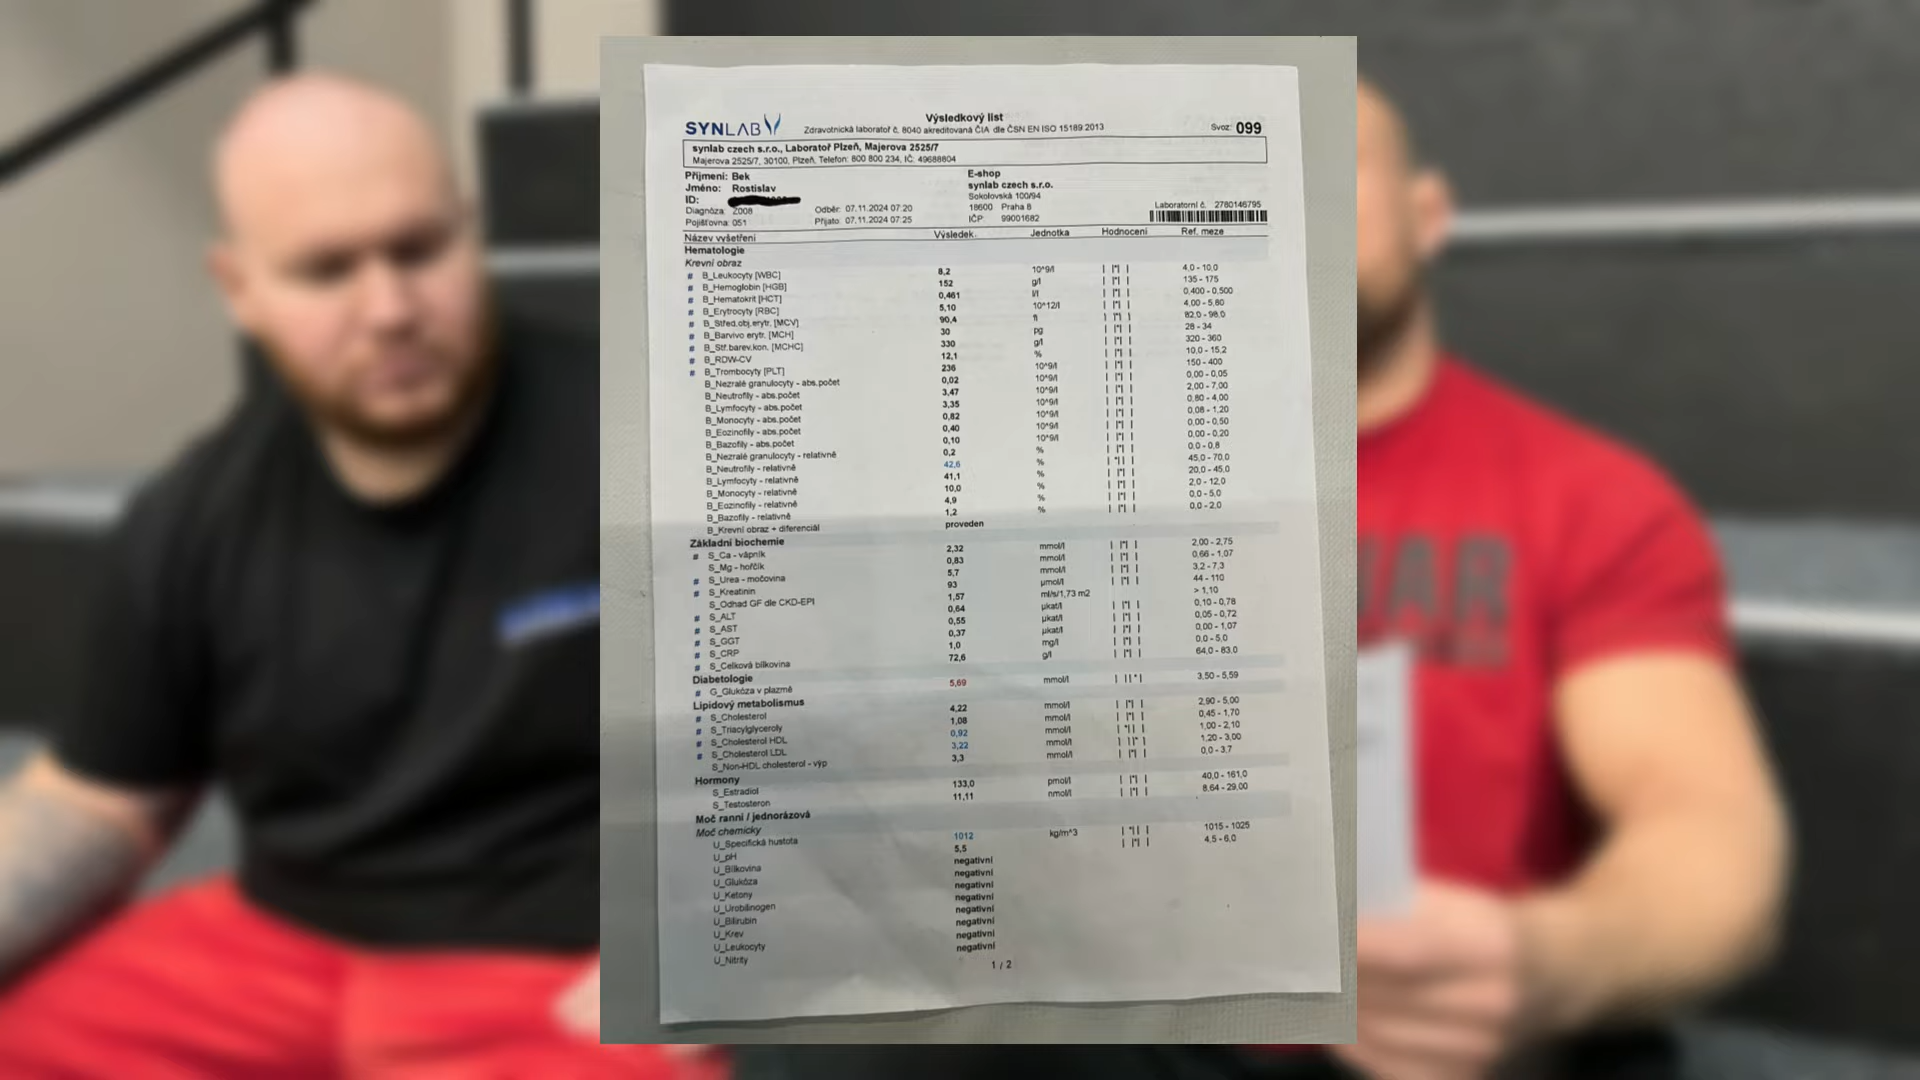 SYNLAB
Výsledkový list
Zdravotnická laboratoř č. 8040 akreditovaná ČIA dle ČSN EN ISO 15189:2013
Svoz: 099
synlab czech s.r.o., Laboratoř Plzeň, Majerova 2525/7
Majerova 2525/7, 30100, Plzeň, Telefon: 800 800 234, IČ: 49688804
Příjmení: Bek
Jméno: Rostislav
ID:
Diagnóza: Z008
Pojišťovna: 051
Odběr: 07.11.2024 07:20
Přijato: 07.11.2024 07:25
E-shop
synlab czech s.r.o.
Sokolovská 100/94
18600 Praha 8
IČP: 99001682
Laboratorní č. 2780146795
Název vyšetření Výsledek Jednotka Hodnocení Ref. meze
Hematologie
Krevní obraz
# B_Leukocyty [WBC] 8,2 10^9/l | |*| | 4,0 - 10,0
# B_Hemoglobin [HGB] 152 g/l | |*| | 135 - 175
# B_Hematokrit [HCT] 0,461 l/l | |*| | 0,400 - 0,500
# B_Erytrocyty [RBC] 5,10 10^12/l | |*| | 4,00 - 5,80
# B_Střed.obj.erytr. [MCV] 90,4 fl | |*| | 82,0 - 98,0
# B_Barvivo erytr. [MCH] 30 pg | |*| | 28 - 34
# B_Stř.barev.kon. [MCHC] 330 g/l | |*| | 320 - 360
# B_RDW-CV 12,1 % | |*| | 10,0 - 15,2
# B_Trombocyty [PLT] 236 10^9/l | |*| | 150 - 400
B_Nezralé granulocyty - abs.počet 0,02 10^9/l | |*| | 0,00 - 0,05
B_Neutrofily - abs.počet 3,47 10^9/l | |*| | 2,00 - 7,00
B_Lymfocyty - abs.počet 3,35 10^9/l | |*| | 0,80 - 4,00
B_Monocyty - abs.počet 0,82 10^9/l | |*| | 0,08 - 1,20
B_Eozinofily - abs.počet 0,40 10^9/l | |*| | 0,00 - 0,50
B_Bazofily - abs.počet 0,10 10^9/l | |*| | 0,00 - 0,20
B_Nezralé granulocyty - relativně 0,2 % | |*| | 0,0 - 0,8
B_Neutrofily - relativně 42,6 % | *| | | 45,0 - 70,0
B_Lymfocyty - relativně 41,1 % | |*| | 20,0 - 45,0
B_Monocyty - relativně 10,0 % | |*| | 2,0 - 12,0
B_Eozinofily - relativně 4,9 % | |*| | 0,0 - 5,0
B_Bazofily - relativně 1,2 % | |*| | 0,0 - 2,0
B_Krevní obraz + diferenciál proveden
Základní biochemie
# S_Ca - vápník 2,32 mmol/l | |*| | 2,00 - 2,75
S_Mg - hořčík 0,83 mmol/l | |*| | 0,66 - 1,07
# S_Urea - močovina 5,7 mmol/l | |*| | 3,2 - 7,3
# S_Kreatinin 93 µmol/l | |*| | 44 - 110
S_Odhad GF dle CKD-EPI 1,57 ml/s/1,73 m2 > 1,10
# S_ALT 0,64 µkat/l | |*| | 0,10 - 0,78
# S_AST 0,55 µkat/l | |*| | 0,05 - 0,72
# S_GGT 0,37 µkat/l | |*| | 0,00 - 1,07
# S_CRP 1,0 mg/l | |*| | 0,0 - 5,0
# S_Celková bílkovina 72,6 g/l | |*| | 64,0 - 83,0
Diabetologie
# G_Glukóza v plazmě 5,69 mmol/l | | |* | 3,50 - 5,59
Lipidový metabolismus
# S_Cholesterol 4,22 mmol/l | |*| | 2,90 - 5,00
# S_Triacylglyceroly 1,08 mmol/l | |*| | 0,45 - 1,70
# S_Cholesterol HDL 0,92 mmol/l | *| | | 1,00 - 2,10
# S_Cholesterol LDL 3,22 mmol/l | | |* | 1,20 - 3,00
S_Non-HDL cholesterol - výp 3,3 mmol/l | |*| | 0,0 - 3,7
Hormony
S_Estradiol 133,0 pmol/l | |*| | 40,0 - 161,0
S_Testosteron 11,11 nmol/l | |*| | 8,64 - 29,00
Moč ranní / jednorázová
Moč chemicky
U_Specifická hustota 1012 kg/m^3 | *| | | 1015 - 1025
U_pH 5,5 | |*| | 4,5 - 6,0
U_Bílkovina negativní
U_Glukóza negativní
U_Ketony negativní
U_Urobilinogen negativní
U_Bilirubin negativní
U_Krev negativní
U_Leukocyty negativní
U_Nitrity negativní
1 / 2